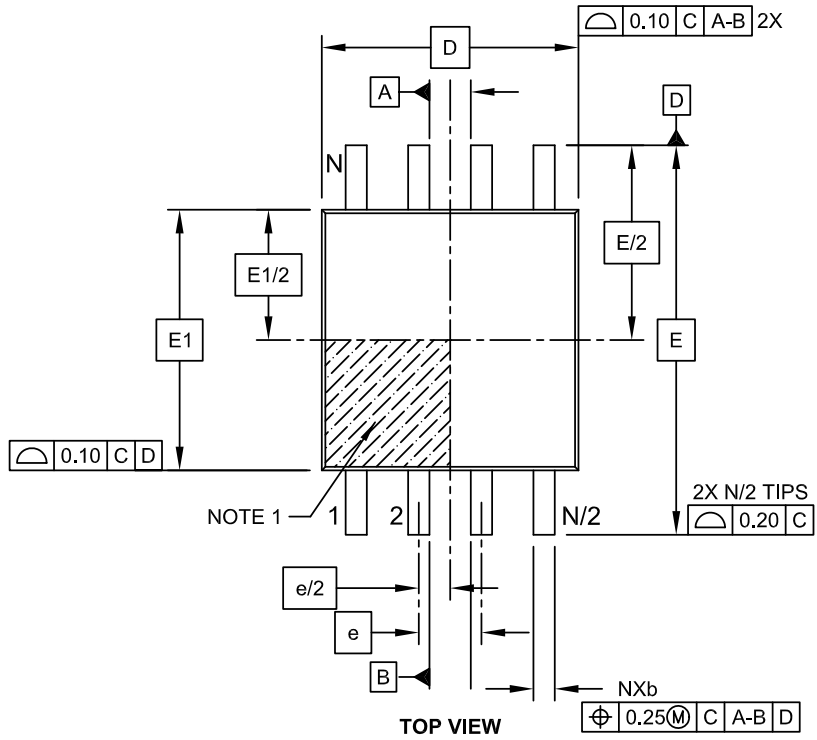 0.10 C A-B 2X
D
A
D
N
E/2
E1/2
E1
E
0.10 C D
NOTE 1
1 2 N/2
2X N/2 TIPS
0.20 C
e/2
e
B
NXb
0.25 M C A-B D
TOP VIEW